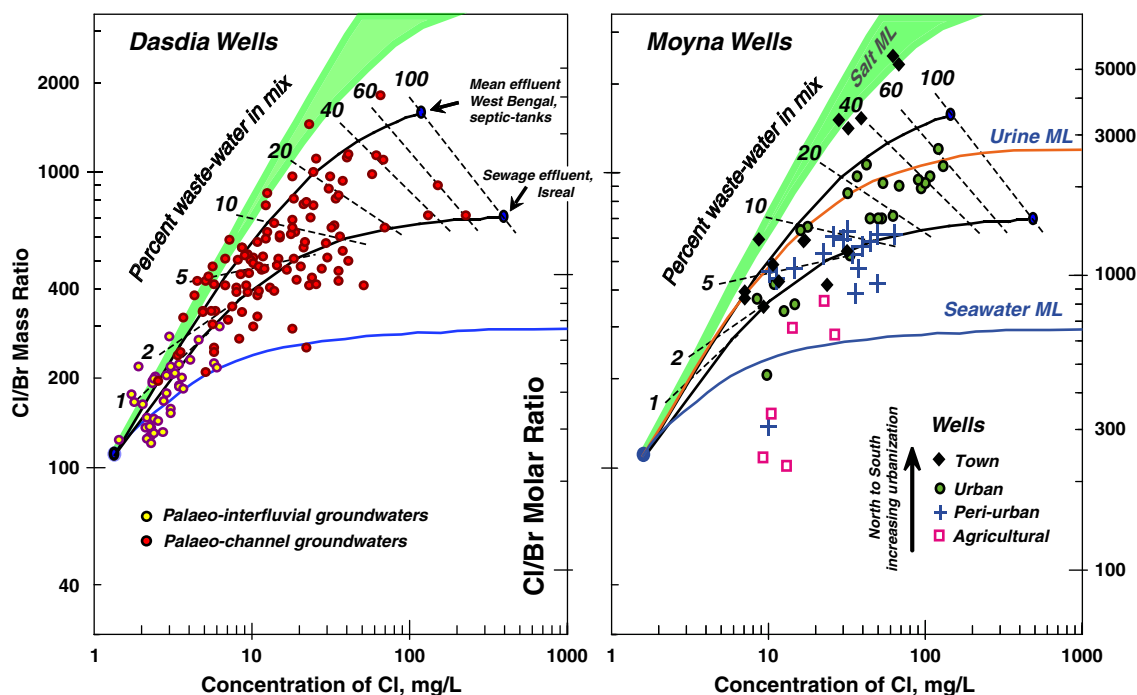 Dasdia Wells
Moyna Wells
2000
1000
400
200
100
40
Cl/Br Mass Ratio
Percent waste-water in mix
1
2
5
10
20
40
60
100
Mean effluent
West Bengal,
septic-tanks
Sewage effluent,
Isreal
Palaeo-interfluvial groundwaters
Palaeo-channel groundwaters
Cl/Br Molar Ratio
1
10
100
1000
Concentration of Cl, mg/L
Percent waste-water in mix
1
2
5
10
20
40
60
100
Salt ML
Urine ML
Seawater ML
Wells
Town
Urban
Peri-urban
Agricultural
North to South
increasing urbanization
5000
3000
1000
300
100
1
10
100
1000
Concentration of Cl, mg/L